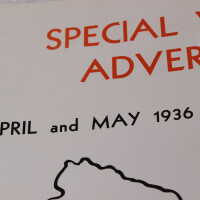 SPECIAL
ADVER
PRIL and MAY 1936